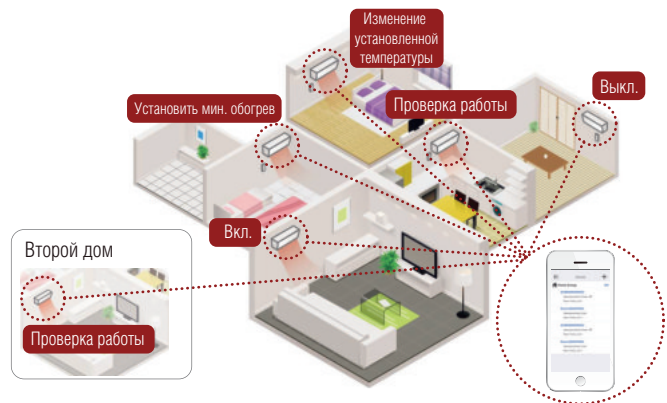 Изменение
установленной
температуры
Выкл.
Установить мин. обогрев
Проверка работы
Вкл.
Второй дом
Проверка работы